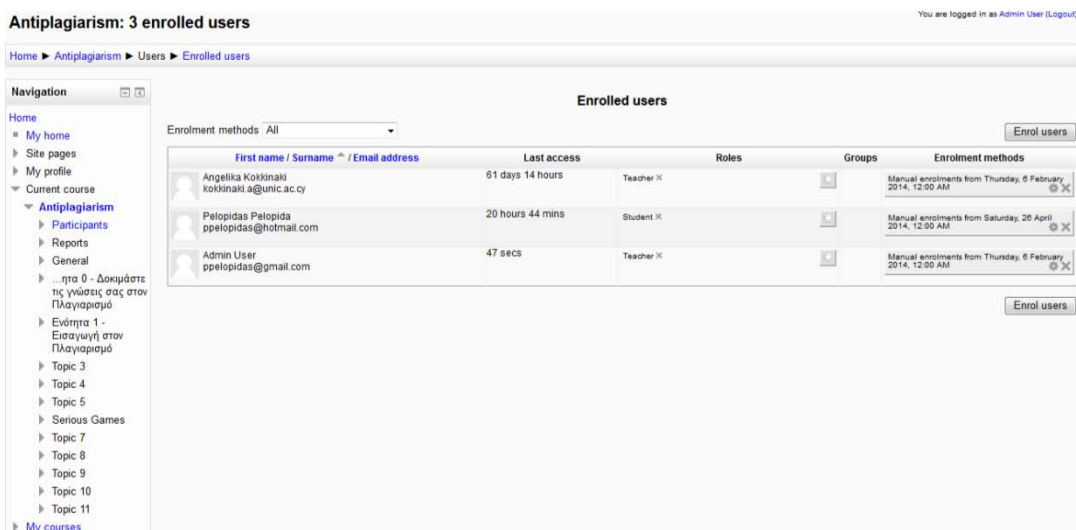 Antiplagiarism: 3 enrolled users
You are logged in as Admin User (Logout)
Home ► Antiplagiarism ► Users ► Enrolled users
Navigation
Home
My home
Site pages
My profile
Current course
Antiplagiarism
Participants
Reports
General
...ητα 0 - Δοκιμάστε
τις γνώσεις σας στον
Πλαγιαρισμό
Ενότητα 1 -
Εισαγωγή στον
Πλαγιαρισμό
Topic 3
Topic 4
Topic 5
Serious Games
Topic 7
Topic 8
Topic 9
Topic 10
Topic 11
My courses
Enrolled users
Enrolment methods All
Enrol users
First name / Surname / Email address Last access Roles Groups Enrolment methods
Angelika Kokkinaki 61 days 14 hours Teacher Manual enrolments from Thursday, 6 February
kokkinaki.a@unic.ac.cy 2014, 12:00 AM
Pelopidas Pelopida 20 hours 44 mins Student Manual enrolments from Saturday, 26 April
ppelopidas@hotmail.com 2014, 12:00 AM
Admin User 47 secs Teacher Manual enrolments from Thursday, 6 February
ppelopidas@gmail.com 2014, 12:00 AM
Enrol users